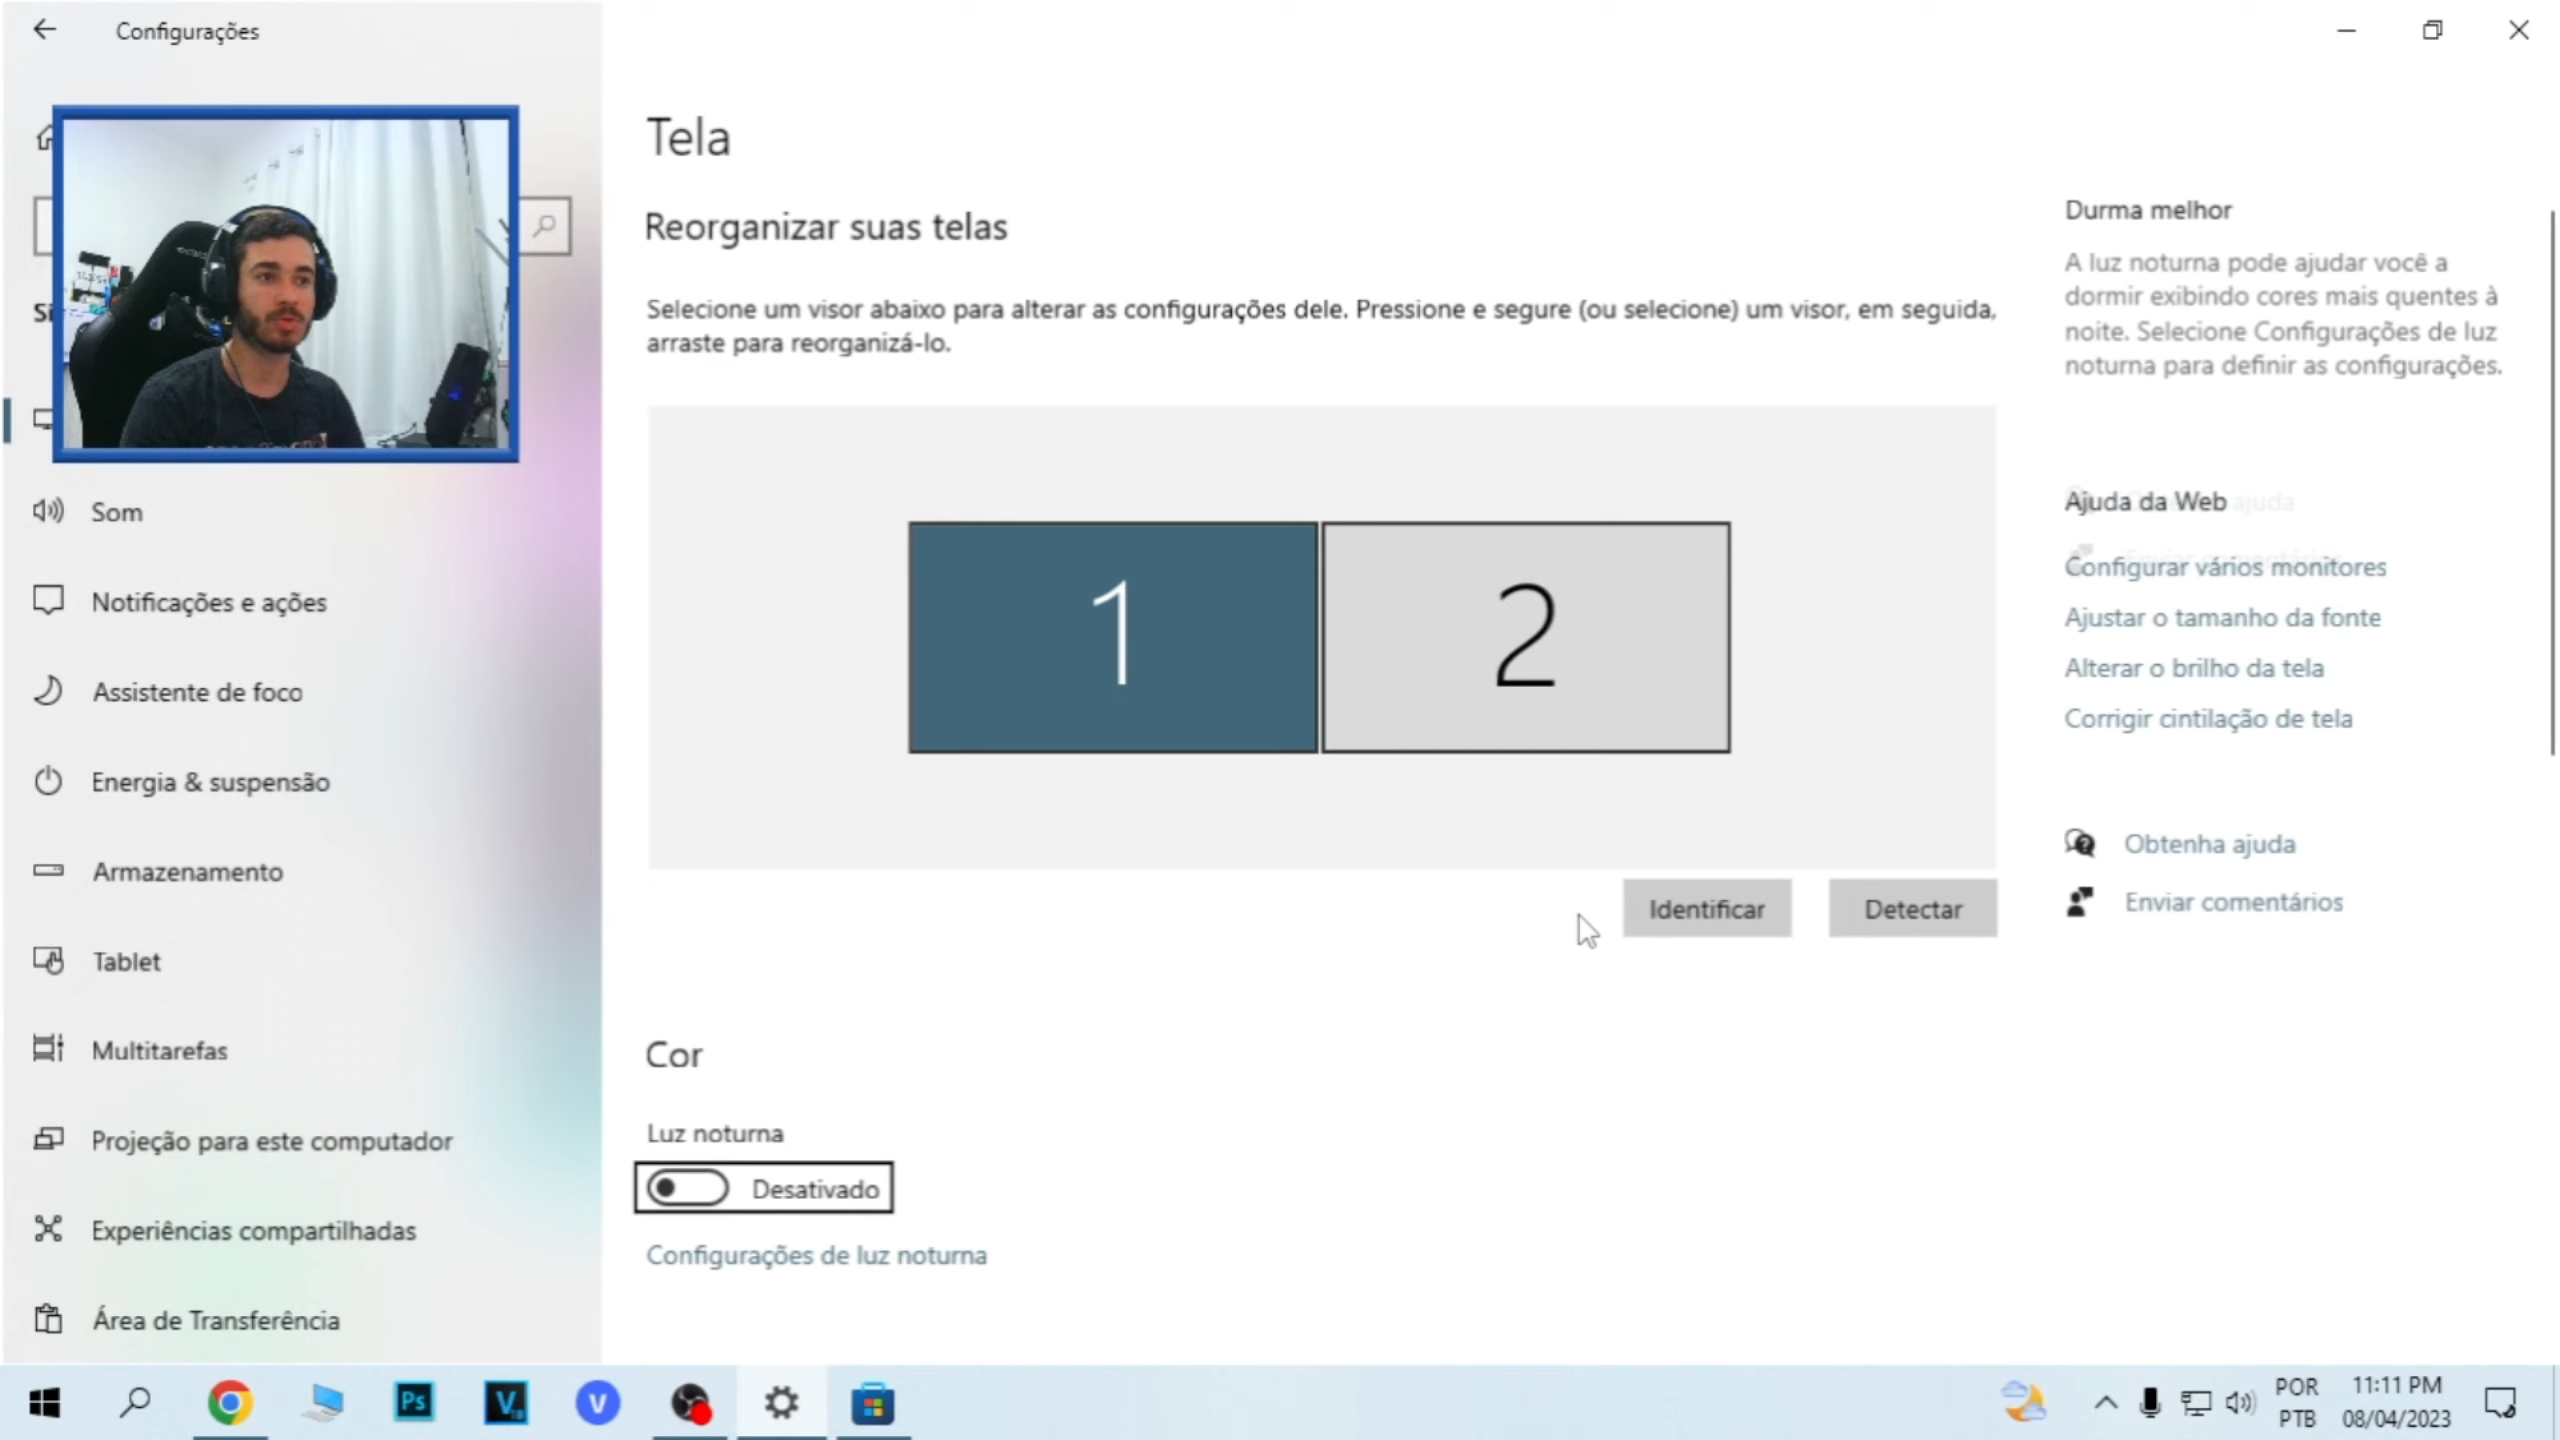 Configurações
Si
Som
Notificações e ações
Assistente de foco
Energia & suspensão
Armazenamento
Tablet
Multitarefas
Projeção para este computador
Experiências compartilhadas
Área de Transferência
Tela
Reorganizar suas telas
Selecione um visor abaixo para alterar as configurações dele. Pressione e segure (ou selecione) um visor, em seguida,
arraste para reorganizá-lo.
1
2
Identificar
Detectar
Cor
Luz noturna
Desativado
Configurações de luz noturna
Durma melhor
A luz noturna pode ajudar você a
dormir exibindo cores mais quentes à
noite. Selecione Configurações de luz
noturna para definir as configurações.
Ajuda da Web
ajuda
Configurar vários monitores
Ajustar o tamanho da fonte
Alterar o brilho da tela
Corrigir cintilação de tela
Obtenha ajuda
Enviar comentários
Ps
V
V
POR
PTB
11:11 PM
08/04/2023